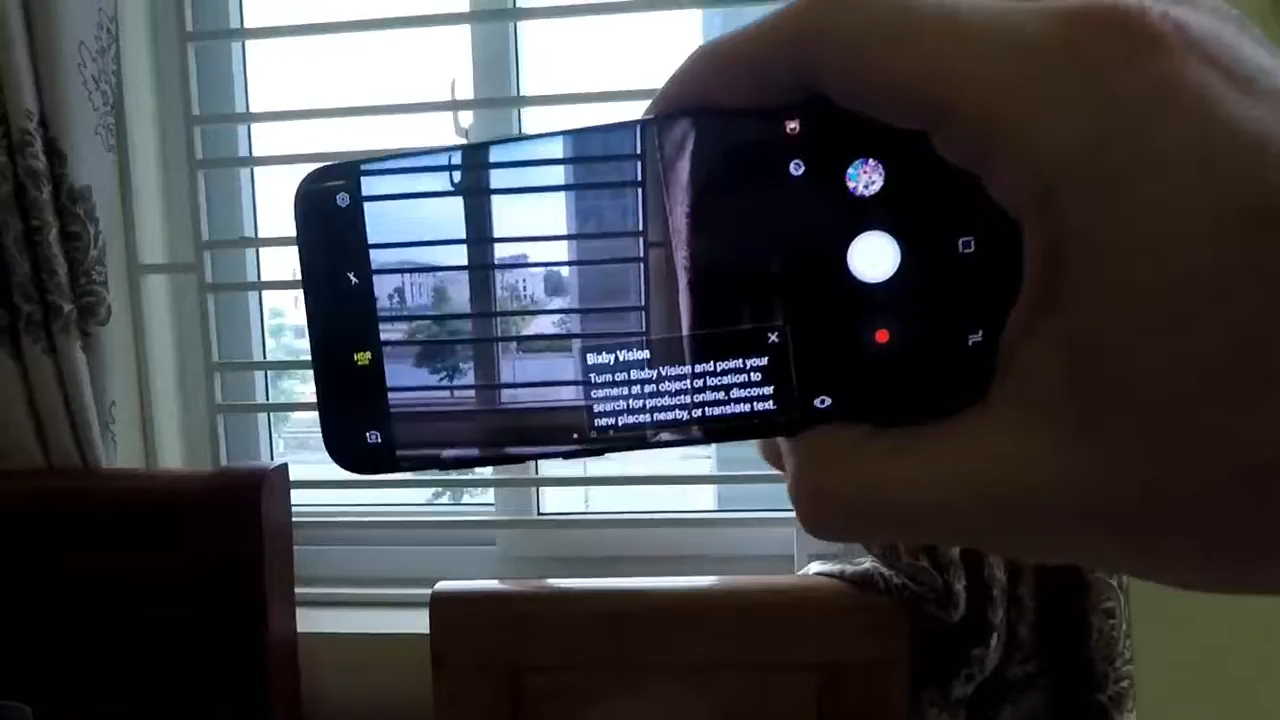 HDR
Bixby Vision
Turn on Bixby Vision and point your
camera at an object or location to
search for products online, discover
new places nearby, or translate text.